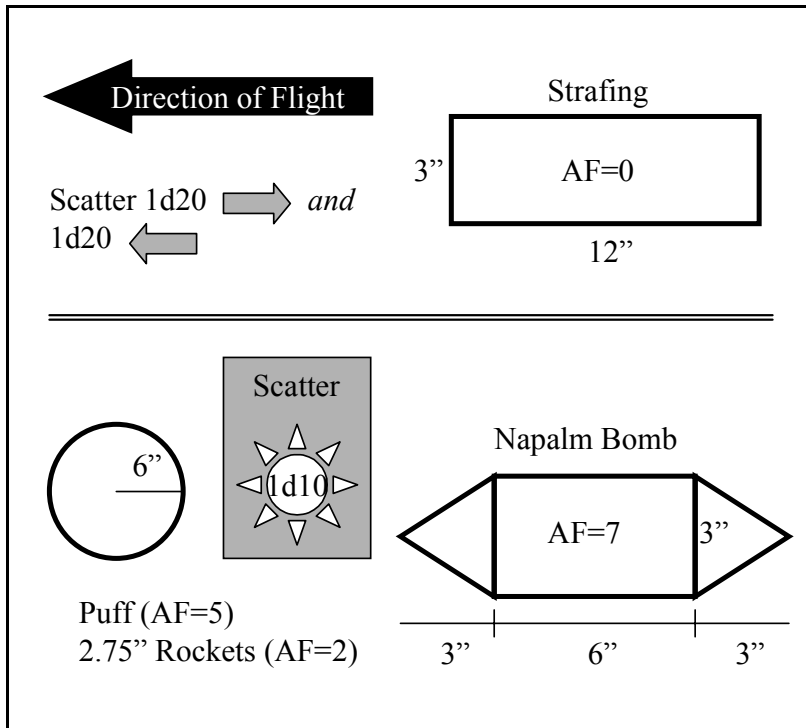 Direction of Flight
Strafing
3”
AF=0
Scatter 1d20 and
1d20
12”
Scatter
6”
1d10
Napalm Bomb
AF=7
3”
Puff (AF=5)
2.75” Rockets (AF=2)
3”
6”
3”